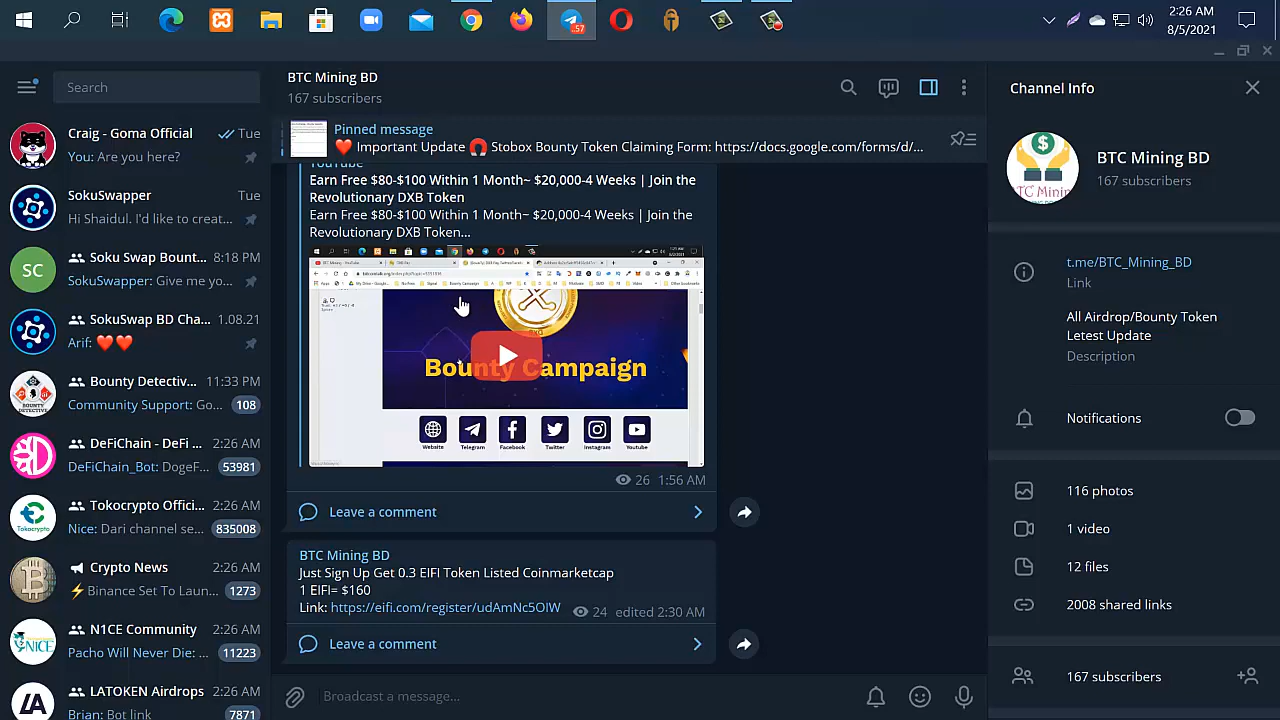 2:26 AM
8/5/2021
57
Search
Craig - Goma Official
Tue
You: Are you here?
SokuSwapper
Tue
Hi Shaidul. I'd like to creat...
SC
Soku Swap Bount...
8:18 PM
SokuSwapper: Give me yo...
SokuSwap BD Cha...
1.08.21
Arif: ❤️❤️
Bounty Detectiv...
11:33 PM
Community Support: Go...
108
DeFiChain - DeFi ...
2:26 AM
DeFiChain_Bot: DogeF...
53981
Tokocrypto Offici...
2:26 AM
Nice: Dari channel se...
835008
Crypto News
2:26 AM
⚡Binance Set To Laun...
1273
N1CE Community
2:26 AM
Pacho Will Never Die: ...
11223
LATOKEN Airdrops
2:26 AM
Brian: Bot link
7871
BTC Mining BD
167 subscribers
Pinned message
❤️ Important Update 🧲 Stobox Bounty Token Claiming Form: https://docs.google.com/forms/d/...
YouTube
Earn Free $80-$100 Within 1 Month~ $20,000-4 Weeks | Join the
Revolutionary DXB Token
Earn Free $80-$100 Within 1 Month~ $20,000-4 Weeks | Join the
Revolutionary DXB Token...
Bounty Campaign
Website
Telegram
Facebook
Twitter
Instagram
Youtube
26 1:56 AM
Leave a comment
BTC Mining BD
Just Sign Up Get 0.3 EIFI Token Listed Coinmarketcap
1 EIFI= $160
Link: https://eifi.com/register/udAmNc5OIW
24 edited 2:30 AM
Leave a comment
Broadcast a message...
Channel Info
BTC Mining BD
167 subscribers
t.me/BTC_Mining_BD
Link
All Airdrop/Bounty Token
Letest Update
Description
Notifications
116 photos
1 video
12 files
2008 shared links
167 subscribers